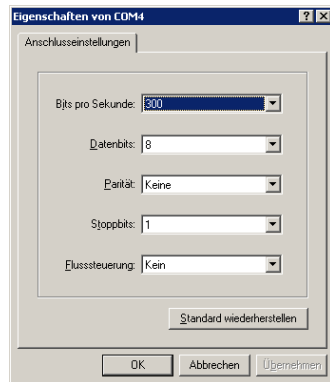 Eigenschaften von COM4
Anschlusseinstellungen
Bits pro Sekunde: 300
Datenbits: 8
Parität: Keine
Stoppbits: 1
Flusssteuerung: Kein
Standard wiederherstellen
OK Abbrechen Übernehmen